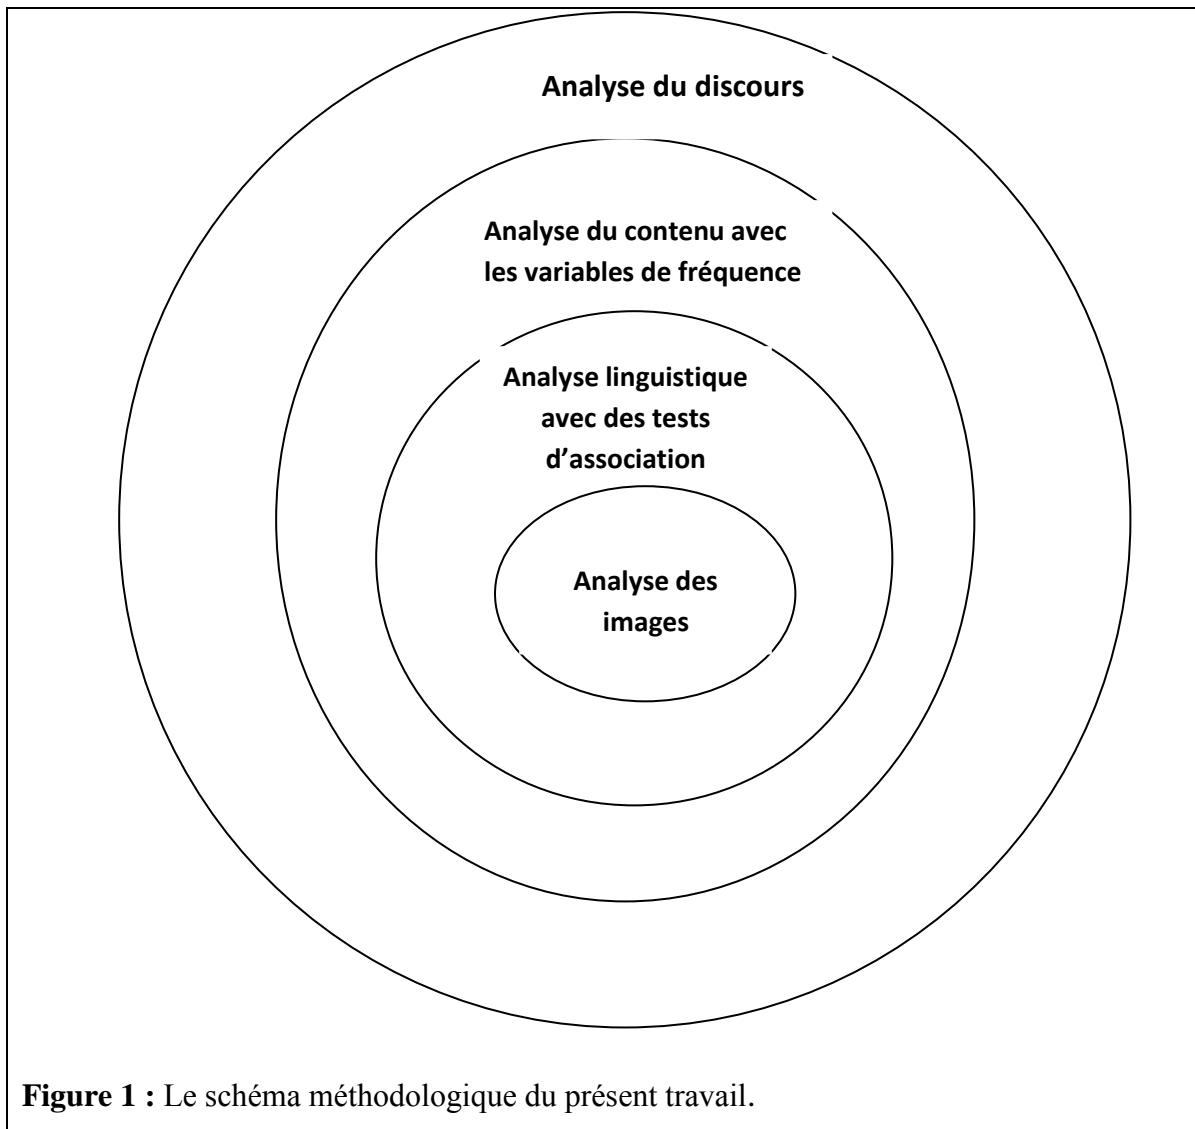 Analyse du discours
Analyse du contenu avec
les variables de fréquence
Analyse linguistique
avec des tests
d’association
Analyse des
images
Figure 1 : Le schéma méthodologique du présent travail.